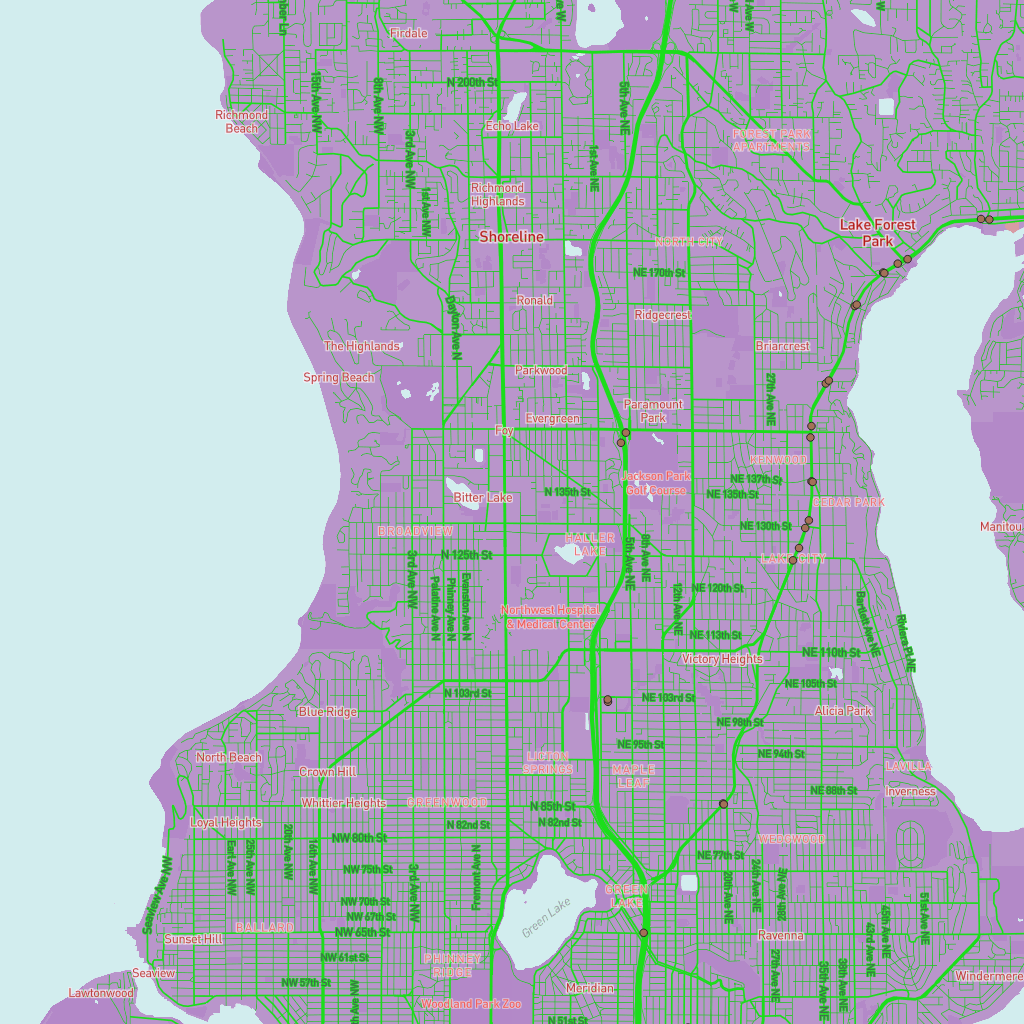 Firdale
N 200th St
15th Ave NW
8th Ave NW
5th Ave NE
Richmond
Beach
Echo Lake
FOREST PARK
APARTMENTS
3rd Ave NW
1st Ave NE
1st Ave NW
Richmond
Highlands
Shoreline
NORTH CITY
Lake Forest
Park
NE 170th St
Ronald
Dayton Ave N
Ridgecrest
The Highlands
Briarcrest
Spring Beach
Parkwood
27th Ave NE
Evergreen
Paramount
Park
Foy
KENWOOD
NE 137th St
Jackson Park
Golf Course
N 135th St
NE 135th St
Bitter Lake
CEDAR PARK
BROADVIEW
NE 130th St
Manitou
HALLER
LAKE
LAKE CITY
N 125th St
5th Ave NE
8th Ave NE
3rd Ave NW
Palatine Ave N
Phinney Ave N
Evanston Ave N
NE 120th St
12th Ave NE
Bartlett Ave NE
Riviera Pl NE
Northwest Hospital
& Medical Center
NE 113th St
Victory Heights
NE 110th St
N 103rd St
NE 103rd St
NE 105th St
Blue Ridge
Alicia Park
NE 98th St
NE 95th St
NE 94th St
North Beach
LICTON
SPRINGS
MAPLE
LEAF
LAVILLA
Crown Hill
Inverness
NE 88th St
Whittier Heights
GREENWOOD
N 85th St
Loyal Heights
N 82nd St
N 82nd St
NW 80th St
WEDGWOOD
20th Ave NW
16th Ave NW
Earl Ave NW
25th Ave NW
NE 77th St
NW 75th St
Fremont Ave N
3rd Ave NW
24th Ave NE
20th Ave NE
28th Ave NE
Seaview Ave NW
GREEN
LAKE
NW 70th St
NW 67th St
Green Lake
51st Ave NE
45th Ave NE
43rd Ave NE
BALLARD
NW 65th St
Sunset Hill
Ravenna
NW 61st St
PHINNEY
RIDGE
Seaview
27th Ave NE
35th Ave NE
38th Ave NE
Windermere
NW 57th St
Meridian
Lawtonwood
Woodland Park Zoo
N 51st St